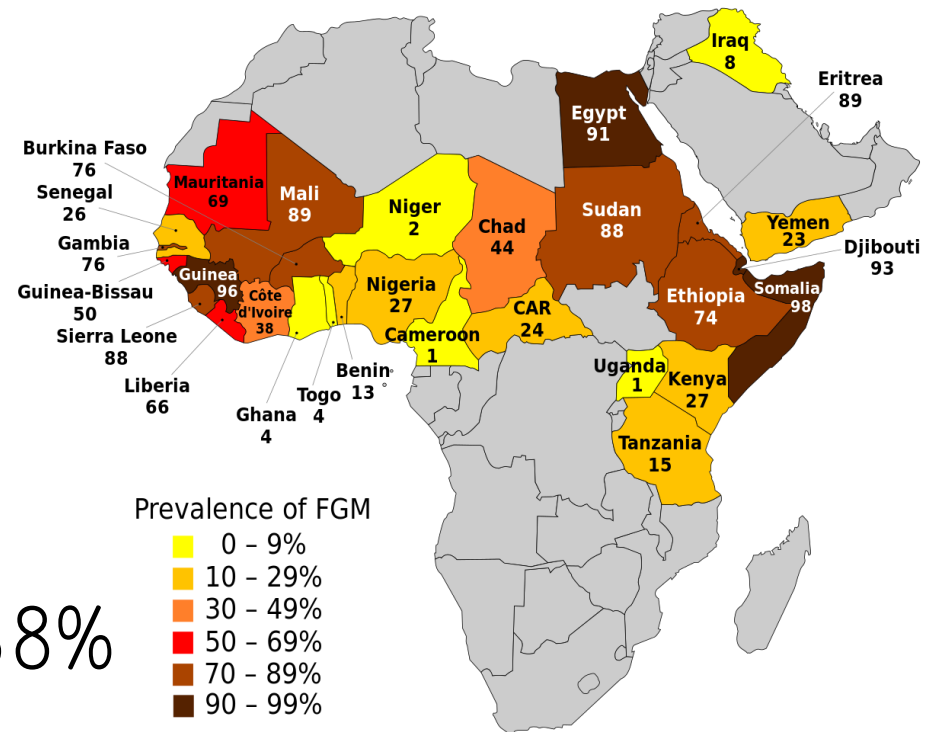 Iraq
8
Eritrea
89
Egypt
91
Burkina Faso
76
Mauritania
69
Mali
89
Senegal
26
Niger
2
Chad
44
Sudan
88
Yemen
23
Gambia
76
Djibouti
93
Guinea
96
Nigeria
27
Somalia
98
Guinea-Bissau
50
Côte
d'Ivoire
38
Ethiopia
74
CAR
24
Sierra Leone
88
Cameroon
1
Uganda
1
Benin
13
Kenya
27
Liberia
66
Togo
4
Ghana
4
Tanzania
15
Prevalence of FGM
0 – 9%
10 – 29%
30 – 49%
50 – 69%
70 – 89%
90 – 99%
8%